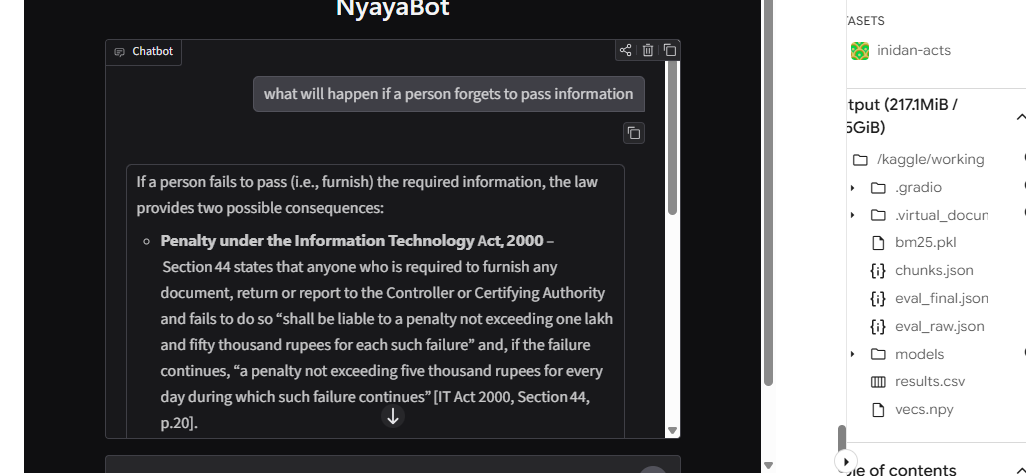 NyayaBot
Chatbot
what will happen if a person forgets to pass information
If a person fails to pass (i.e., furnish) the required information, the law
provides two possible consequences:
Penalty under the Information Technology Act, 2000 –
Section 44 states that anyone who is required to furnish any
document, return or report to the Controller or Certifying Authority
and fails to do so “shall be liable to a penalty not exceeding one lakh
and fifty thousand rupees for each such failure” and, if the failure
continues, “a penalty not exceeding five thousand rupees for every
day during which such failure continues” [IT Act 2000, Section 44,
p.20].
TASETS
inidan-acts
tput (217.1MiB /
5GiB)
/kaggle/working
.gradio
.virtual_docun
bm25.pkl
chunks.json
eval_final.json
eval_raw.json
models
results.csv
vecs.npy
le of contents